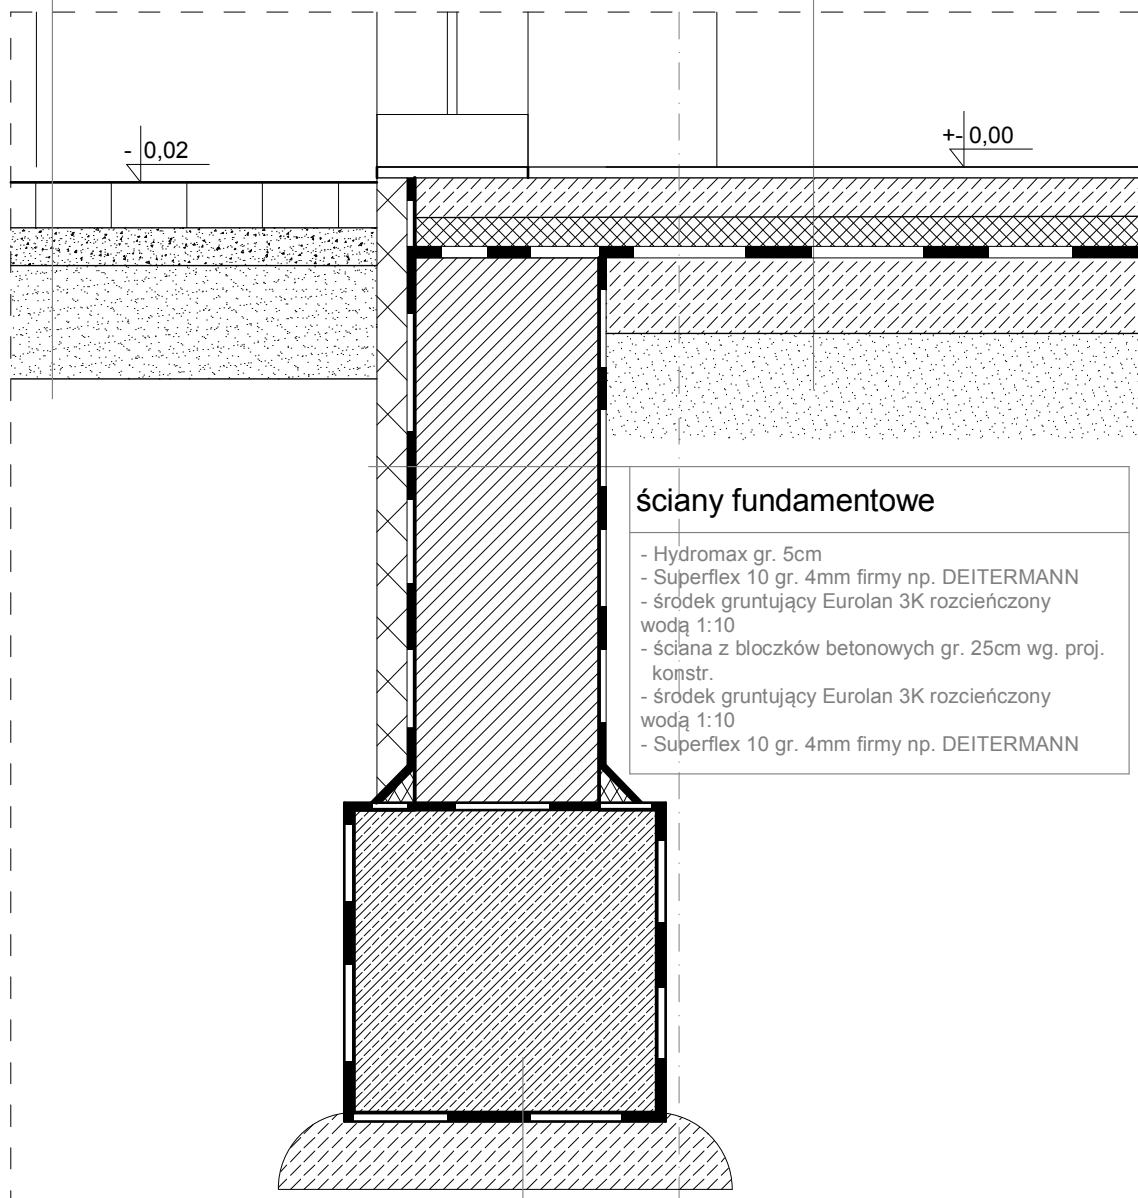 - 0,02
+- 0,00
ściany fundamentowe
- Hydromax gr. 5cm
- Superflex 10 gr. 4mm firmy np. DEITERMANN
- środek gruntujący Eurolan 3K rozcieńczony
wodą 1:10
- ściana z bloczków betonowych gr. 25cm wg. proj.
konstr.
- środek gruntujący Eurolan 3K rozcieńczony
wodą 1:10
- Superflex 10 gr. 4mm firmy np. DEITERMANN